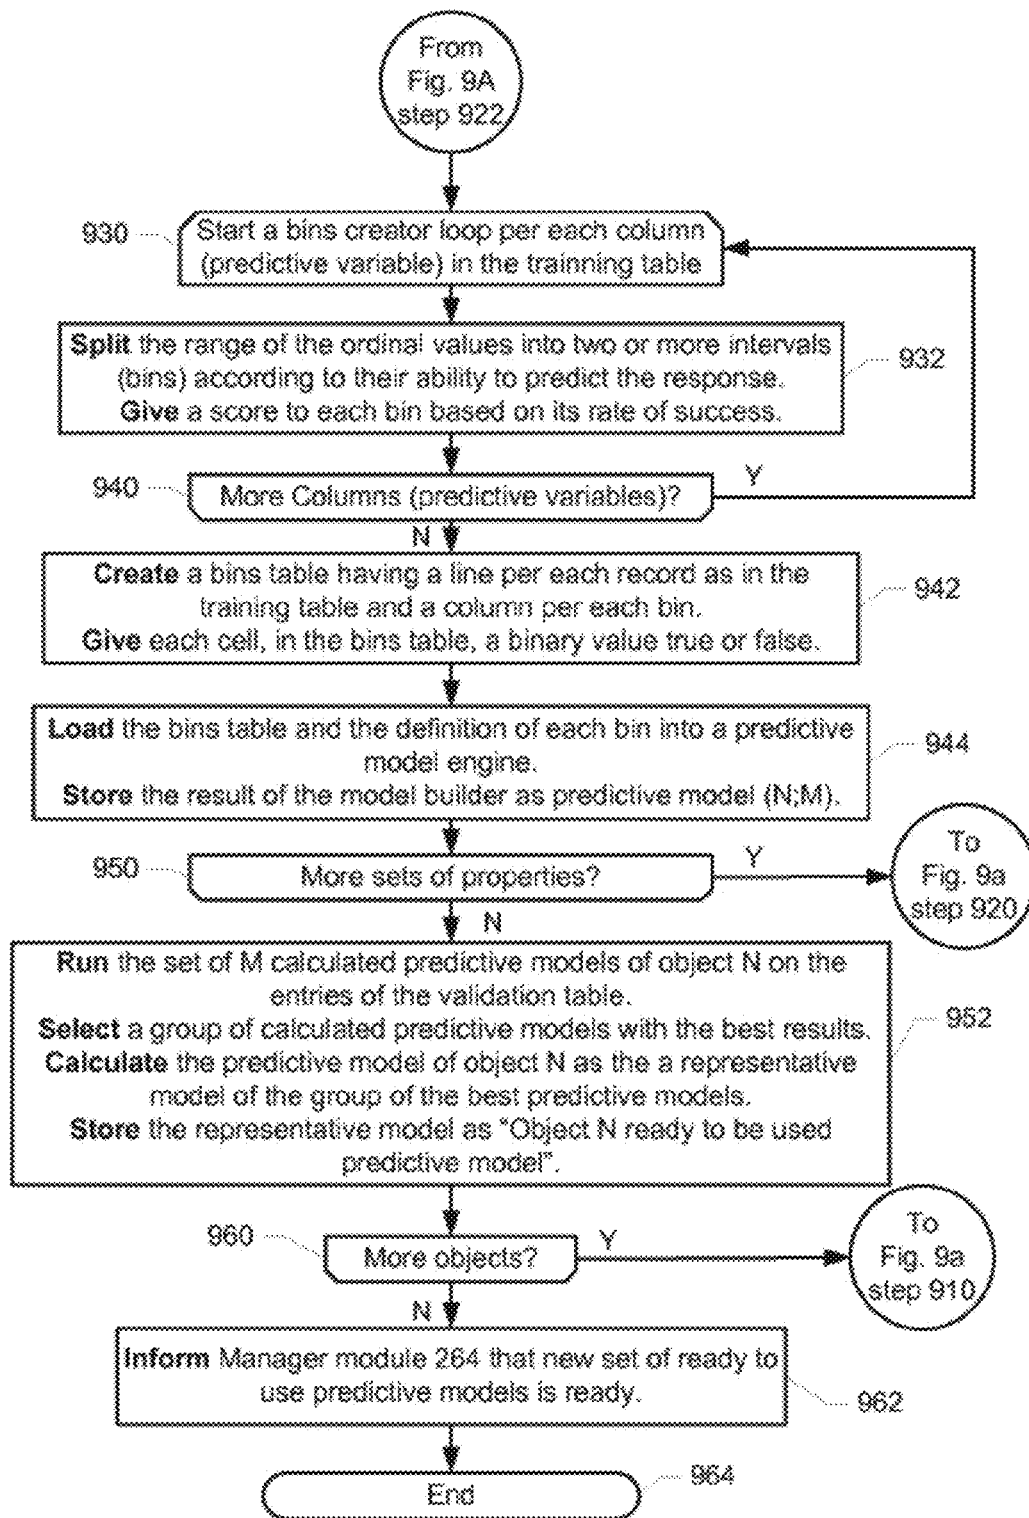 From
Fig. 9A
step 922
930
Start a bins creator loop per each column
(predictive variable) in the trainning table
Split the range of the ordinal values into two or more intervals
(bins) according to their ability to predict the response.
Give a score to each bin based on its rate of success.
932
940
More Columns (predictive variables)?
Y
N
Create a bins table having a line per each record as in the
training table and a column per each bin.
Give each cell, in the bins table, a binary value true or false.
942
Load the bins table and the definition of each bin into a predictive
model engine.
Store the result of the model builder as predictive model (N;M).
944
950
More sets of properties?
Y
To
Fig. 9a
step 920
N
Run the set of M calculated predictive models of object N on the
entries of the validation table.
Select a group of calculated predictive models with the best results.
Calculate the predictive model of object N as the a representative
model of the group of the best predictive models.
Store the representative model as "Object N ready to be used
predictive model".
952
960
More objects?
Y
To
Fig. 9a
step 910
N
Inform Manager module 264 that new set of ready to
use predictive models is ready.
962
End
964